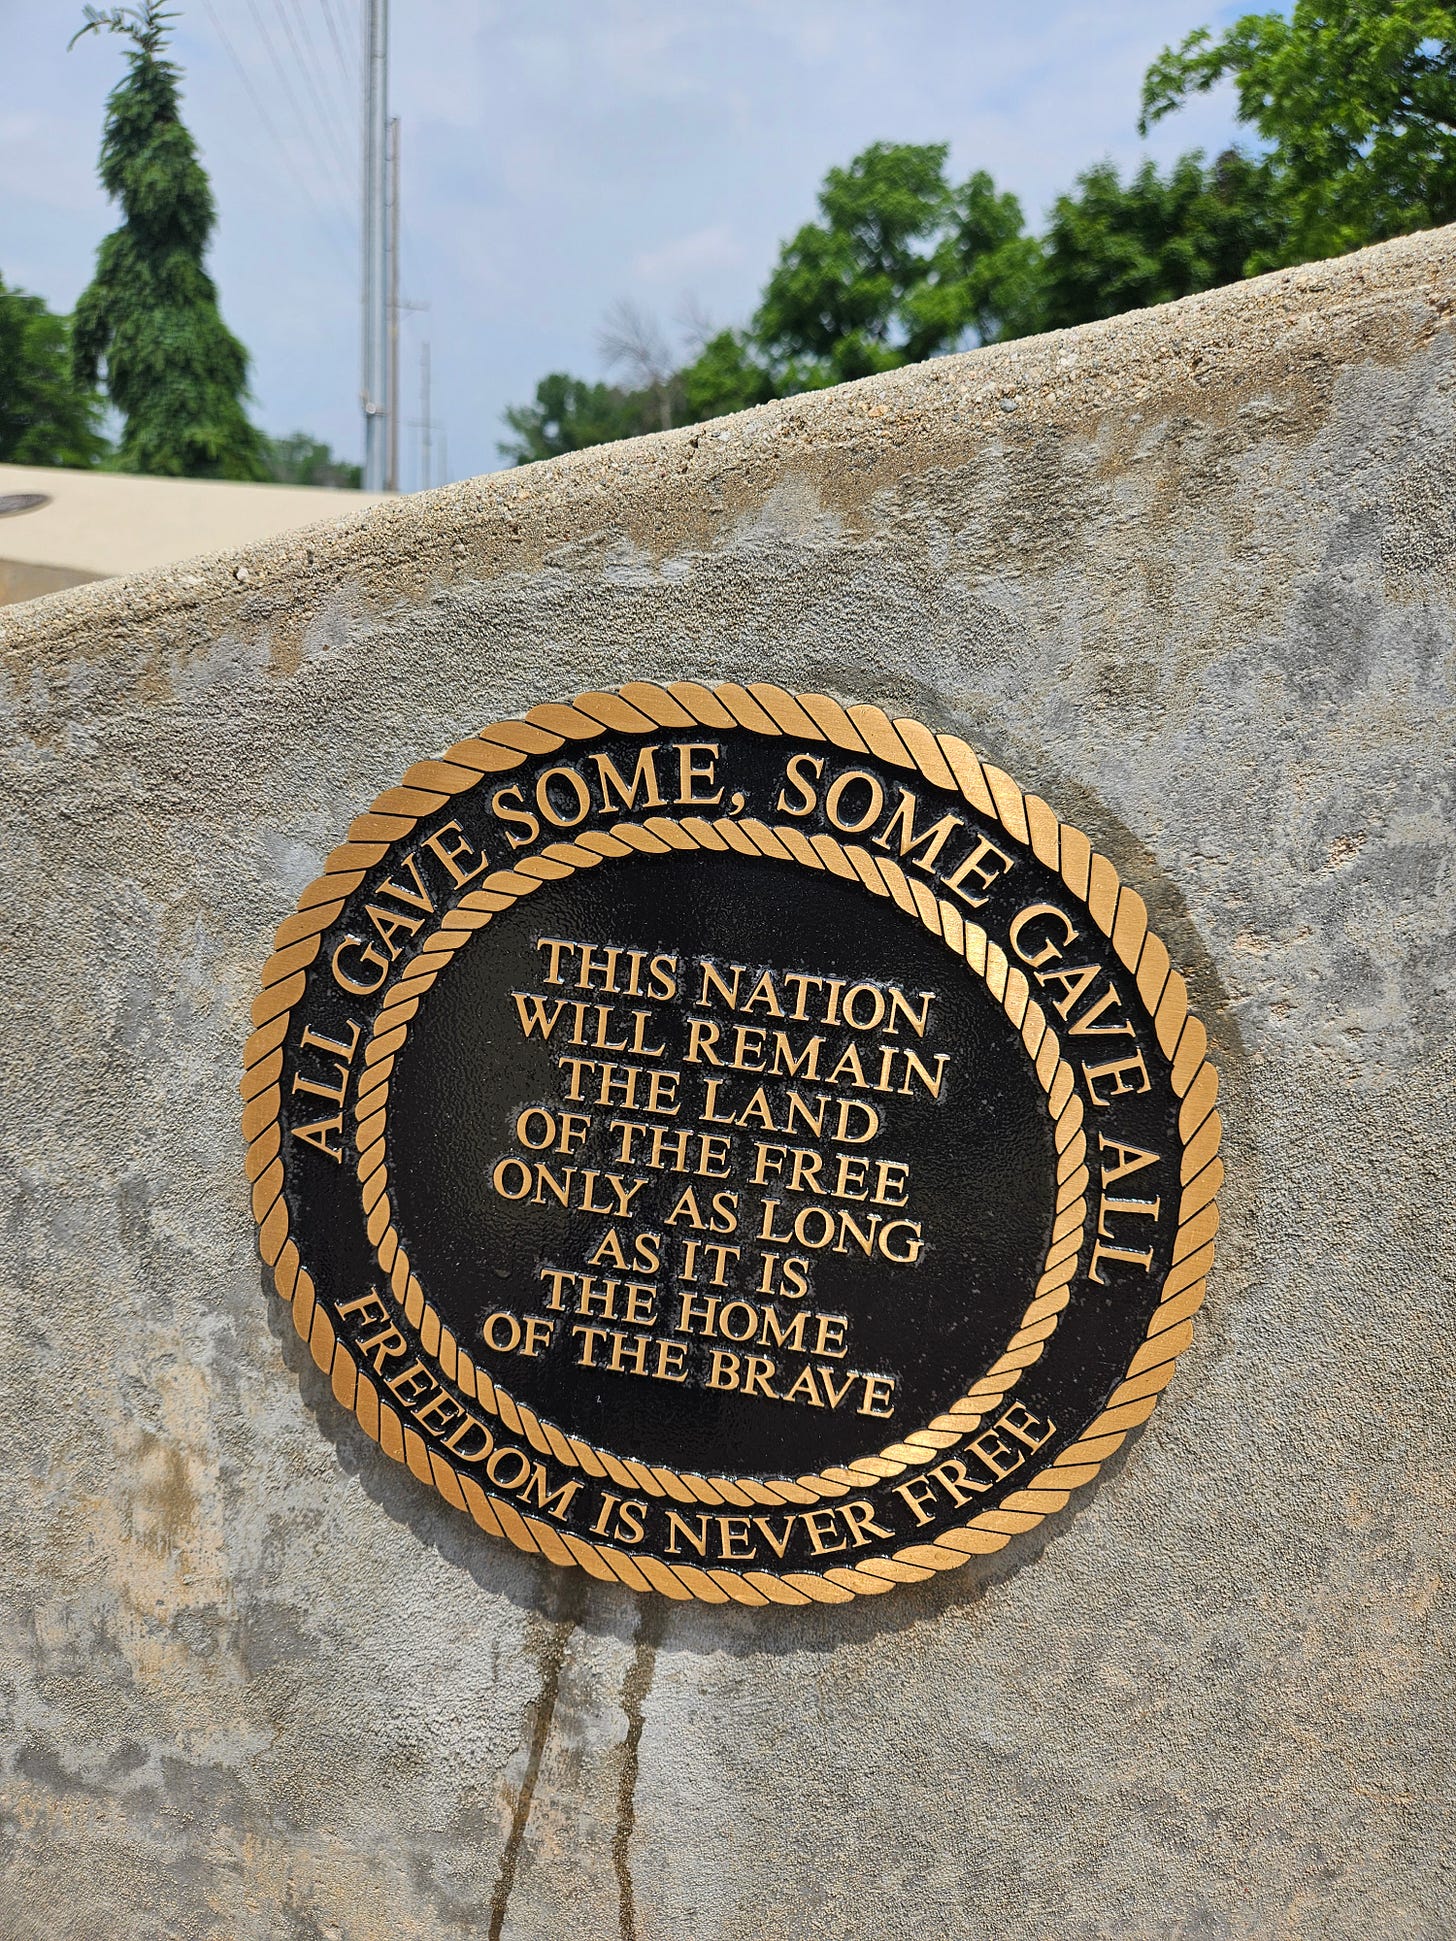 ALL GAVE SOME, SOME GAVE ALL
THIS NATION
WILL REMAIN
THE LAND
OF THE FREE
ONLY AS LONG
AS IT IS
THE HOME
OF THE BRAVE
FREEDOM IS NEVER FREE